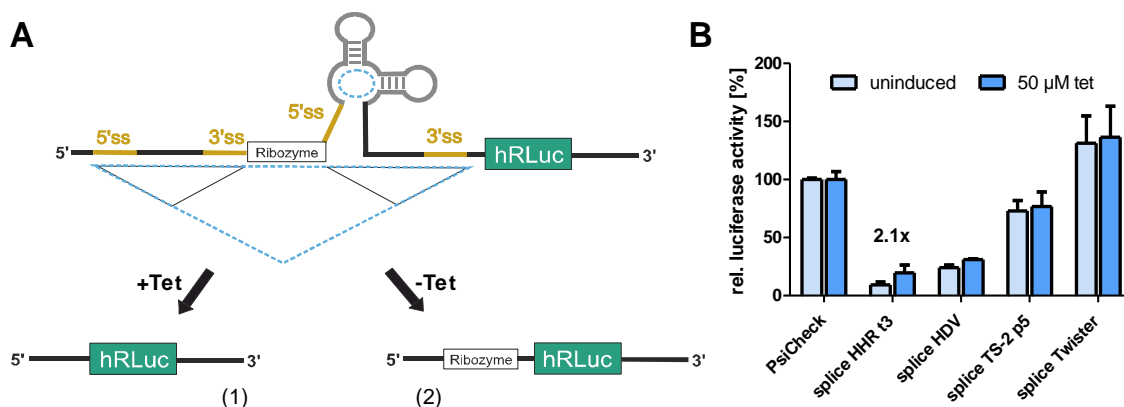 A
5'ss
5'ss
3'ss
3'ss
5'
Ribozyme
hRLuc
3'
+Tet
-Tet
5'
hRLuc
3'
5'
Ribozyme
hRLuc
3'
(1)
(2)
B
rel. luciferase activity [%]
200
150
100
50
0
uninduced
50 µM tet
2.1x
PsiCheck
splice HHR t3
splice HDV
splice TS-2 p5
splice Twister